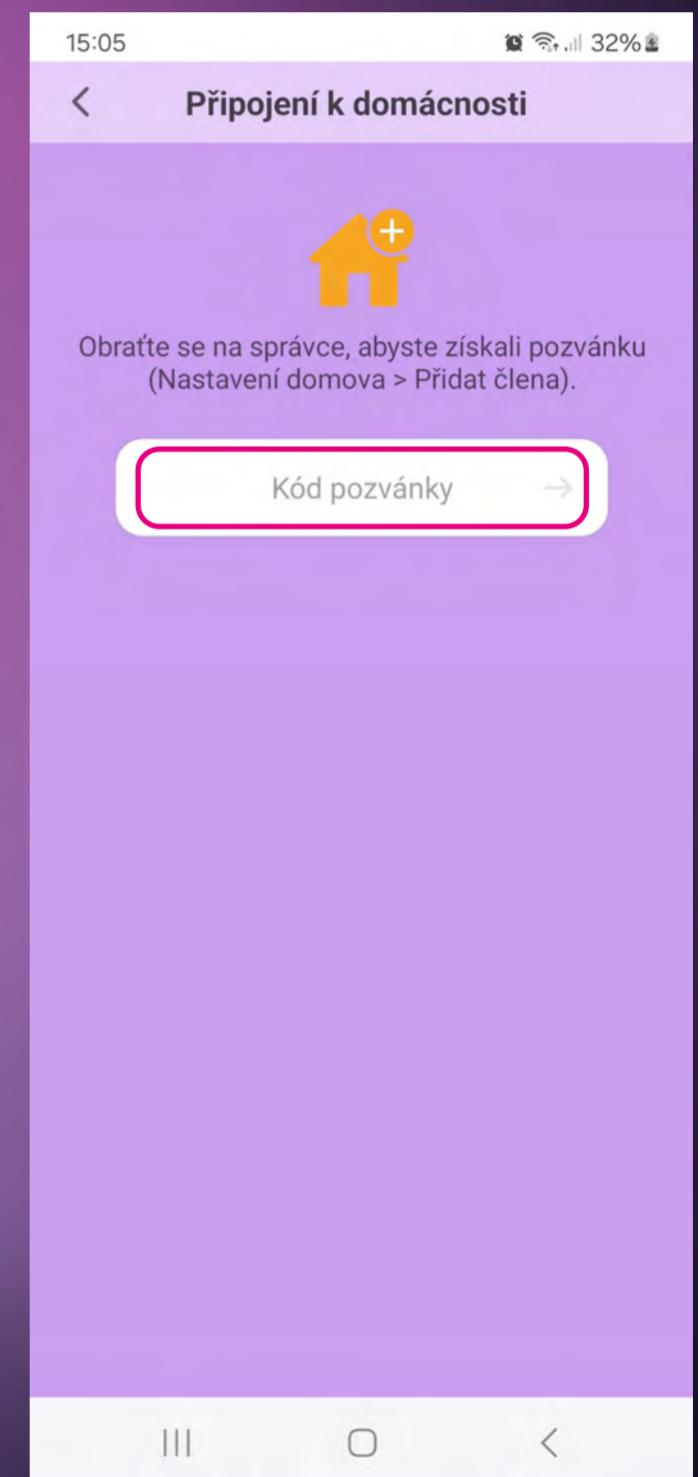 15:05 32%
Připojení k domácnosti
Obraťte se na správce, abyste získali pozvánku
(Nastavení domova > Přidat člena).
Kód pozvánky